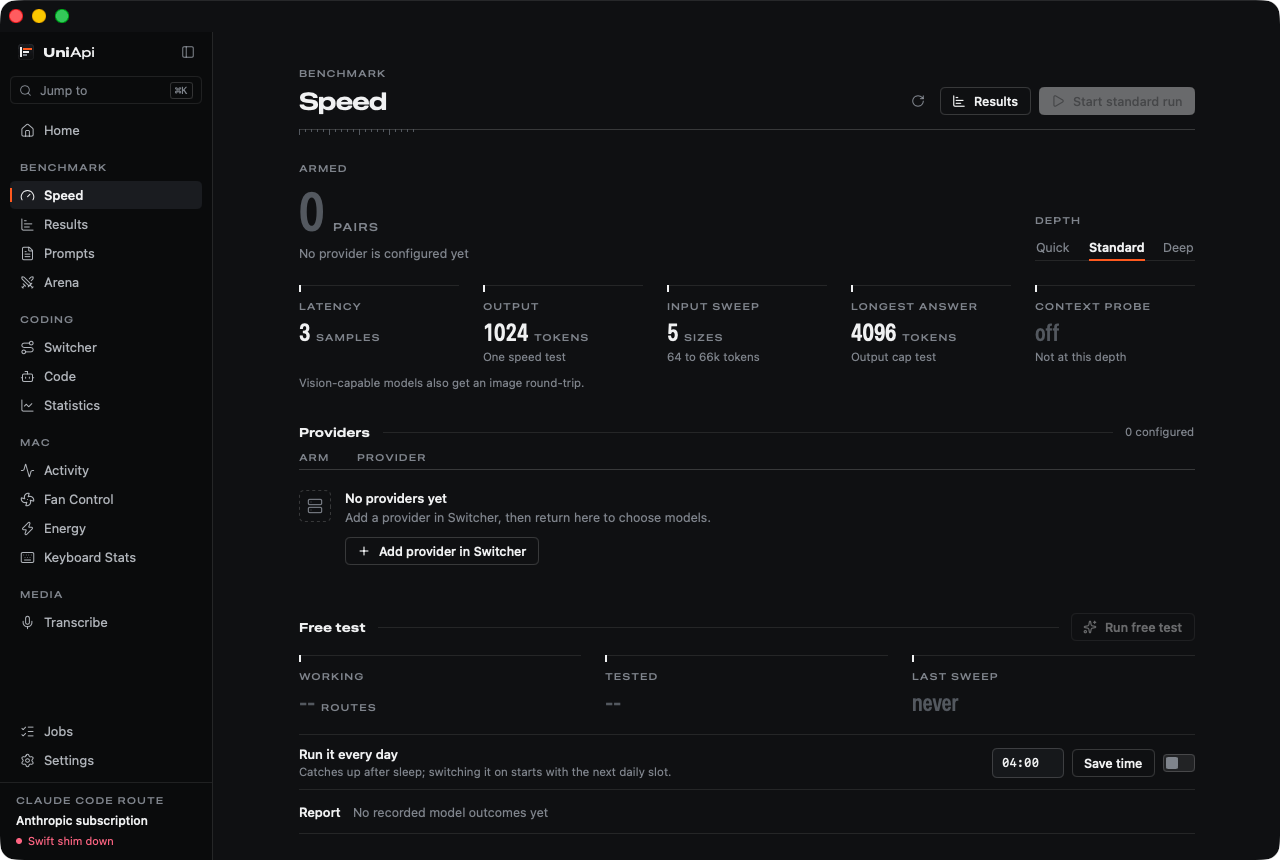 UniApi
Jump to ⌘K
Home
BENCHMARK
Speed
Results
Prompts
Arena
CODING
Switcher
Code
Statistics
MAC
Activity
Fan Control
Energy
Keyboard Stats
MEDIA
Transcribe
Jobs
Settings
CLAUDE CODE ROUTE
Anthropic subscription
Swift shim down
BENCHMARK
Speed
Results
Start standard run
ARMED
0 PAIRS
No provider is configured yet
DEPTH
Quick Standard Deep
LATENCY
3 SAMPLES
OUTPUT
1024 TOKENS
One speed test
INPUT SWEEP
5 SIZES
64 to 66k tokens
LONGEST ANSWER
4096 TOKENS
Output cap test
CONTEXT PROBE
off
Not at this depth
Vision-capable models also get an image round-trip.
Providers 0 configured
ARM PROVIDER
No providers yet
Add a provider in Switcher, then return here to choose models.
Add provider in Switcher
Free test Run free test
WORKING
-- ROUTES
TESTED
--
LAST SWEEP
never
Run it every day
Catches up after sleep; switching it on starts with the next daily slot.
04:00 Save time
Report No recorded model outcomes yet